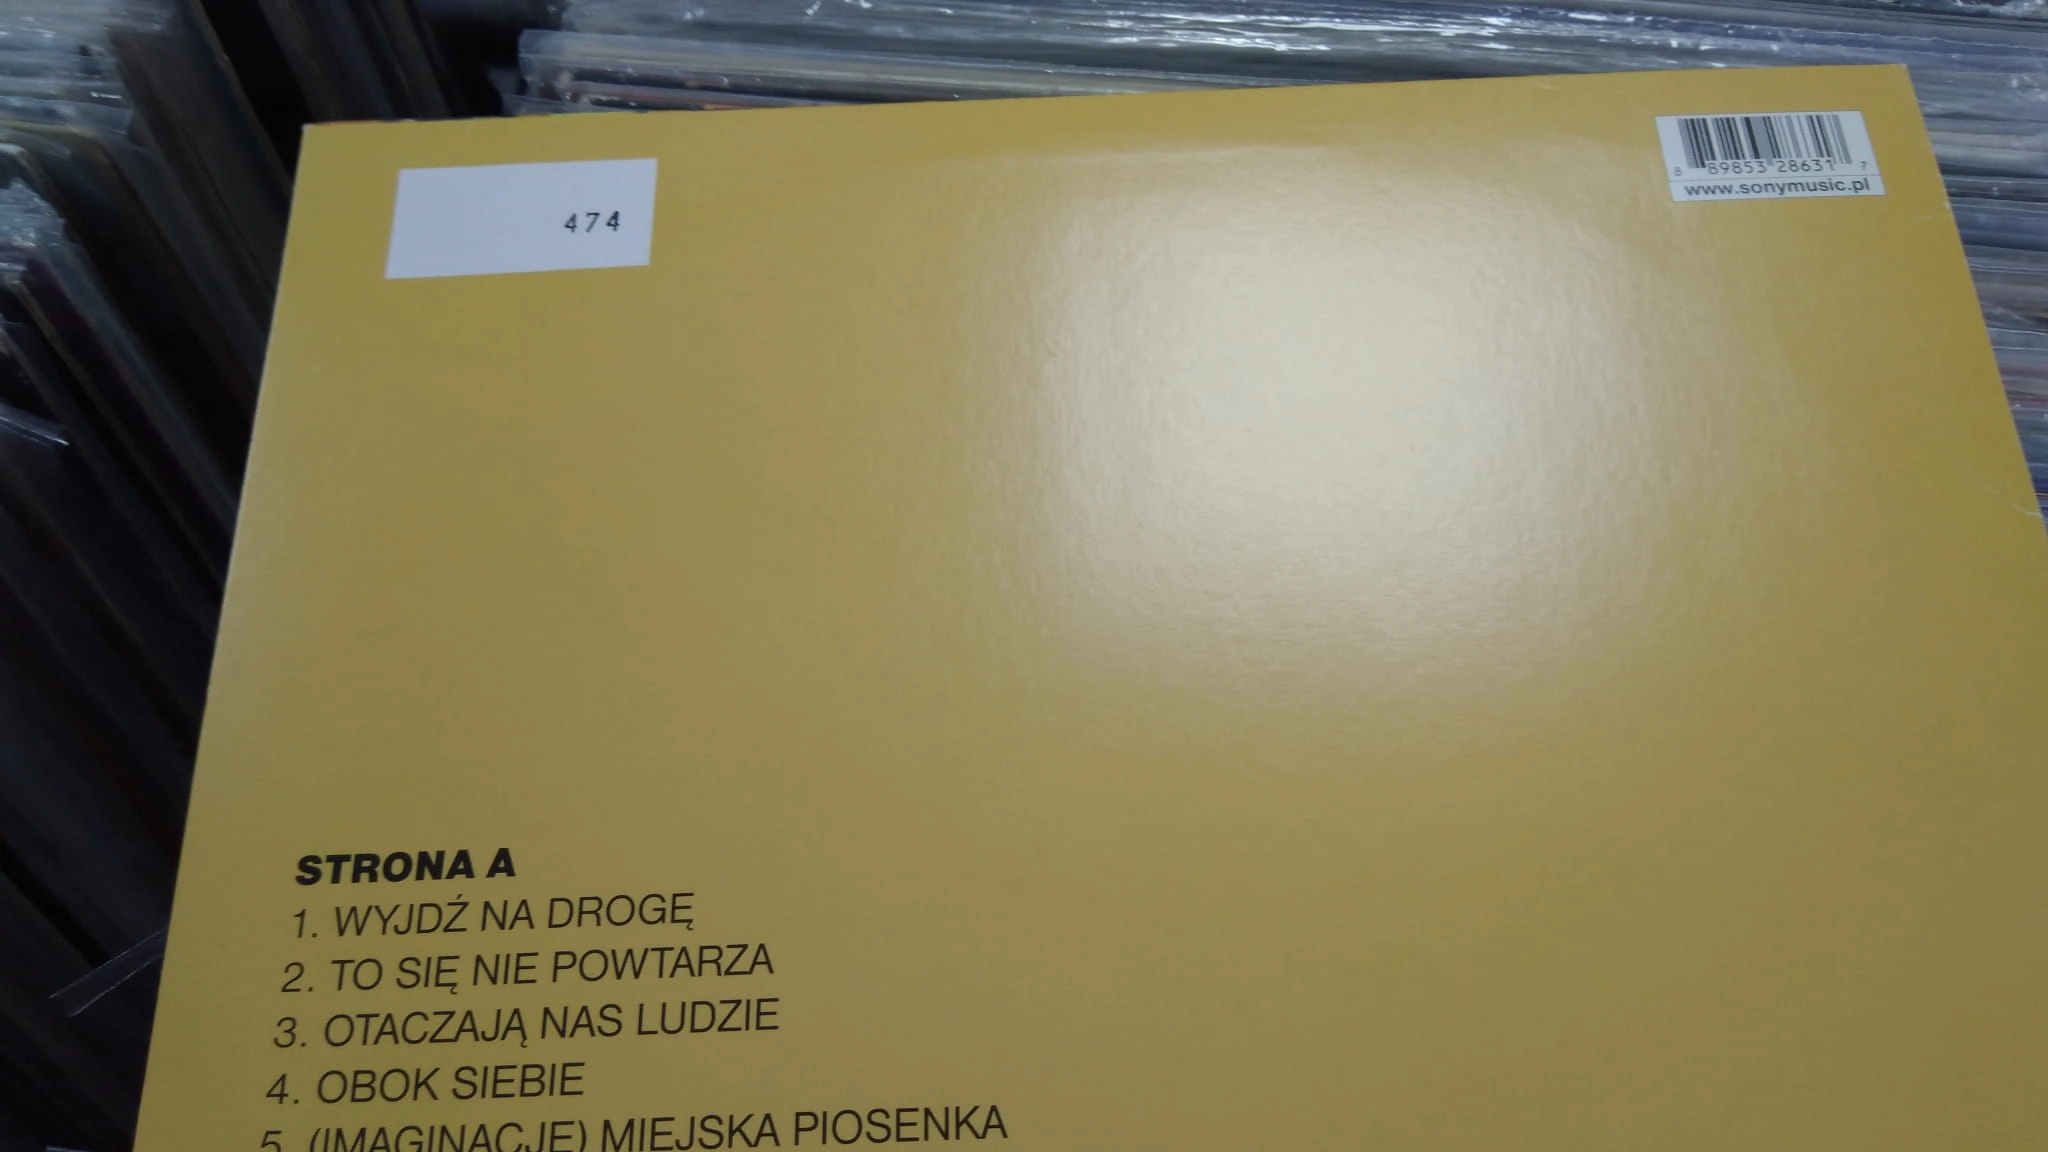 474
8 89853 28631 7
www.sonymusic.pl
STRONA A
1. WYJDŹ NA DROGĘ
2. TO SIĘ NIE POWTARZA
3. OTACZAJĄ NAS LUDZIE
4. OBOK SIEBIE
5. (IMAGINACJE) MIEJSKA PIOSENKA